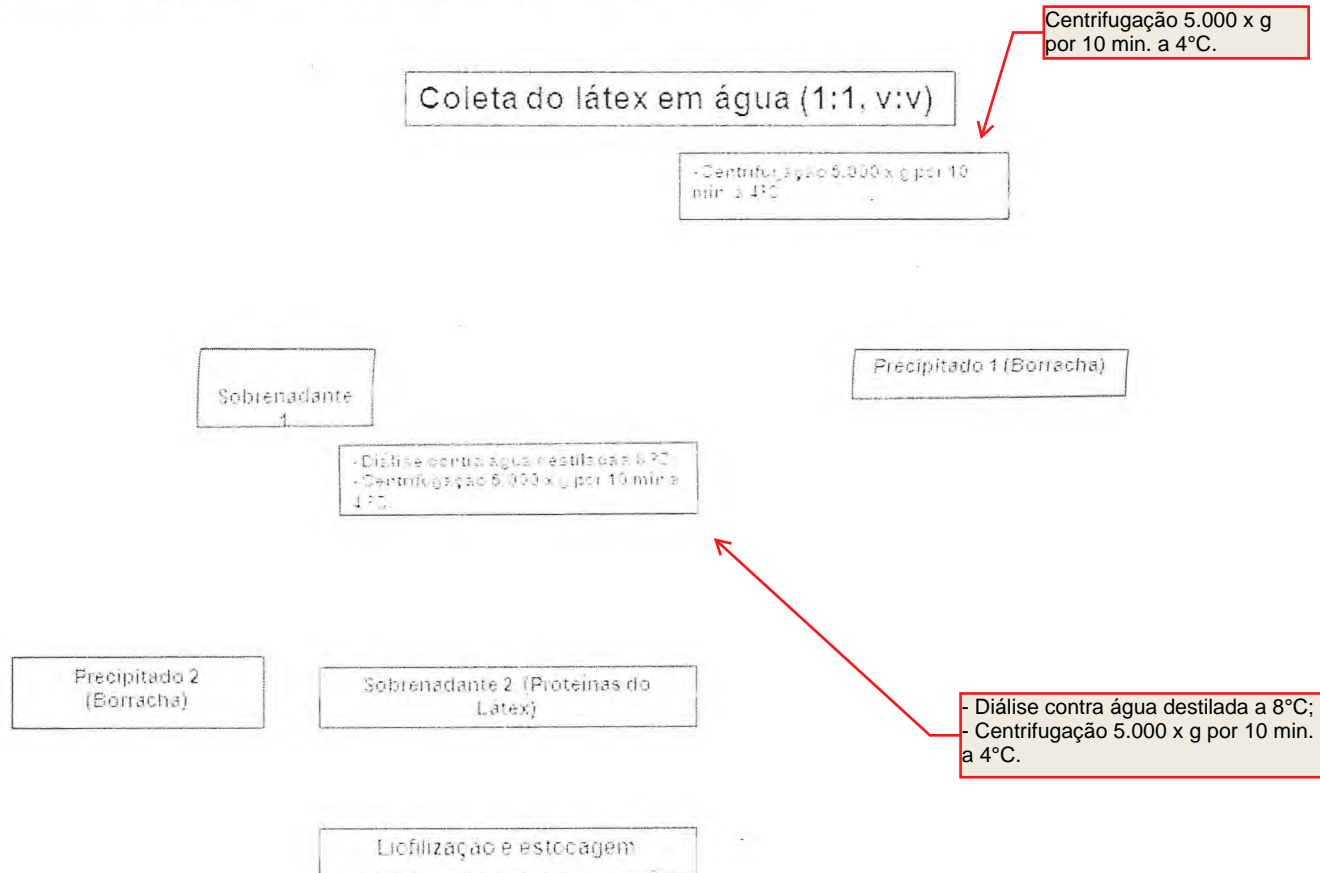 Centrifugação 5.000 x g
por 10 min. a 4°C.
Coleta do látex em água (1:1, v:v)
- Centrifugação 5.000 x g por 10
min. a 4°C
Sobrenadante
1
Precipitado 1 (Borracha)
- Diálise contra água destilada a 8 °C;
- Centrifugação 5.000 x g por 10 min a
4 °C.
Precipitado 2
(Borracha)
Sobrenadante 2 (Proteínas do
Látex)
- Diálise contra água destilada a 8°C;
- Centrifugação 5.000 x g por 10 min.
a 4°C.
Liofilização e estocagem